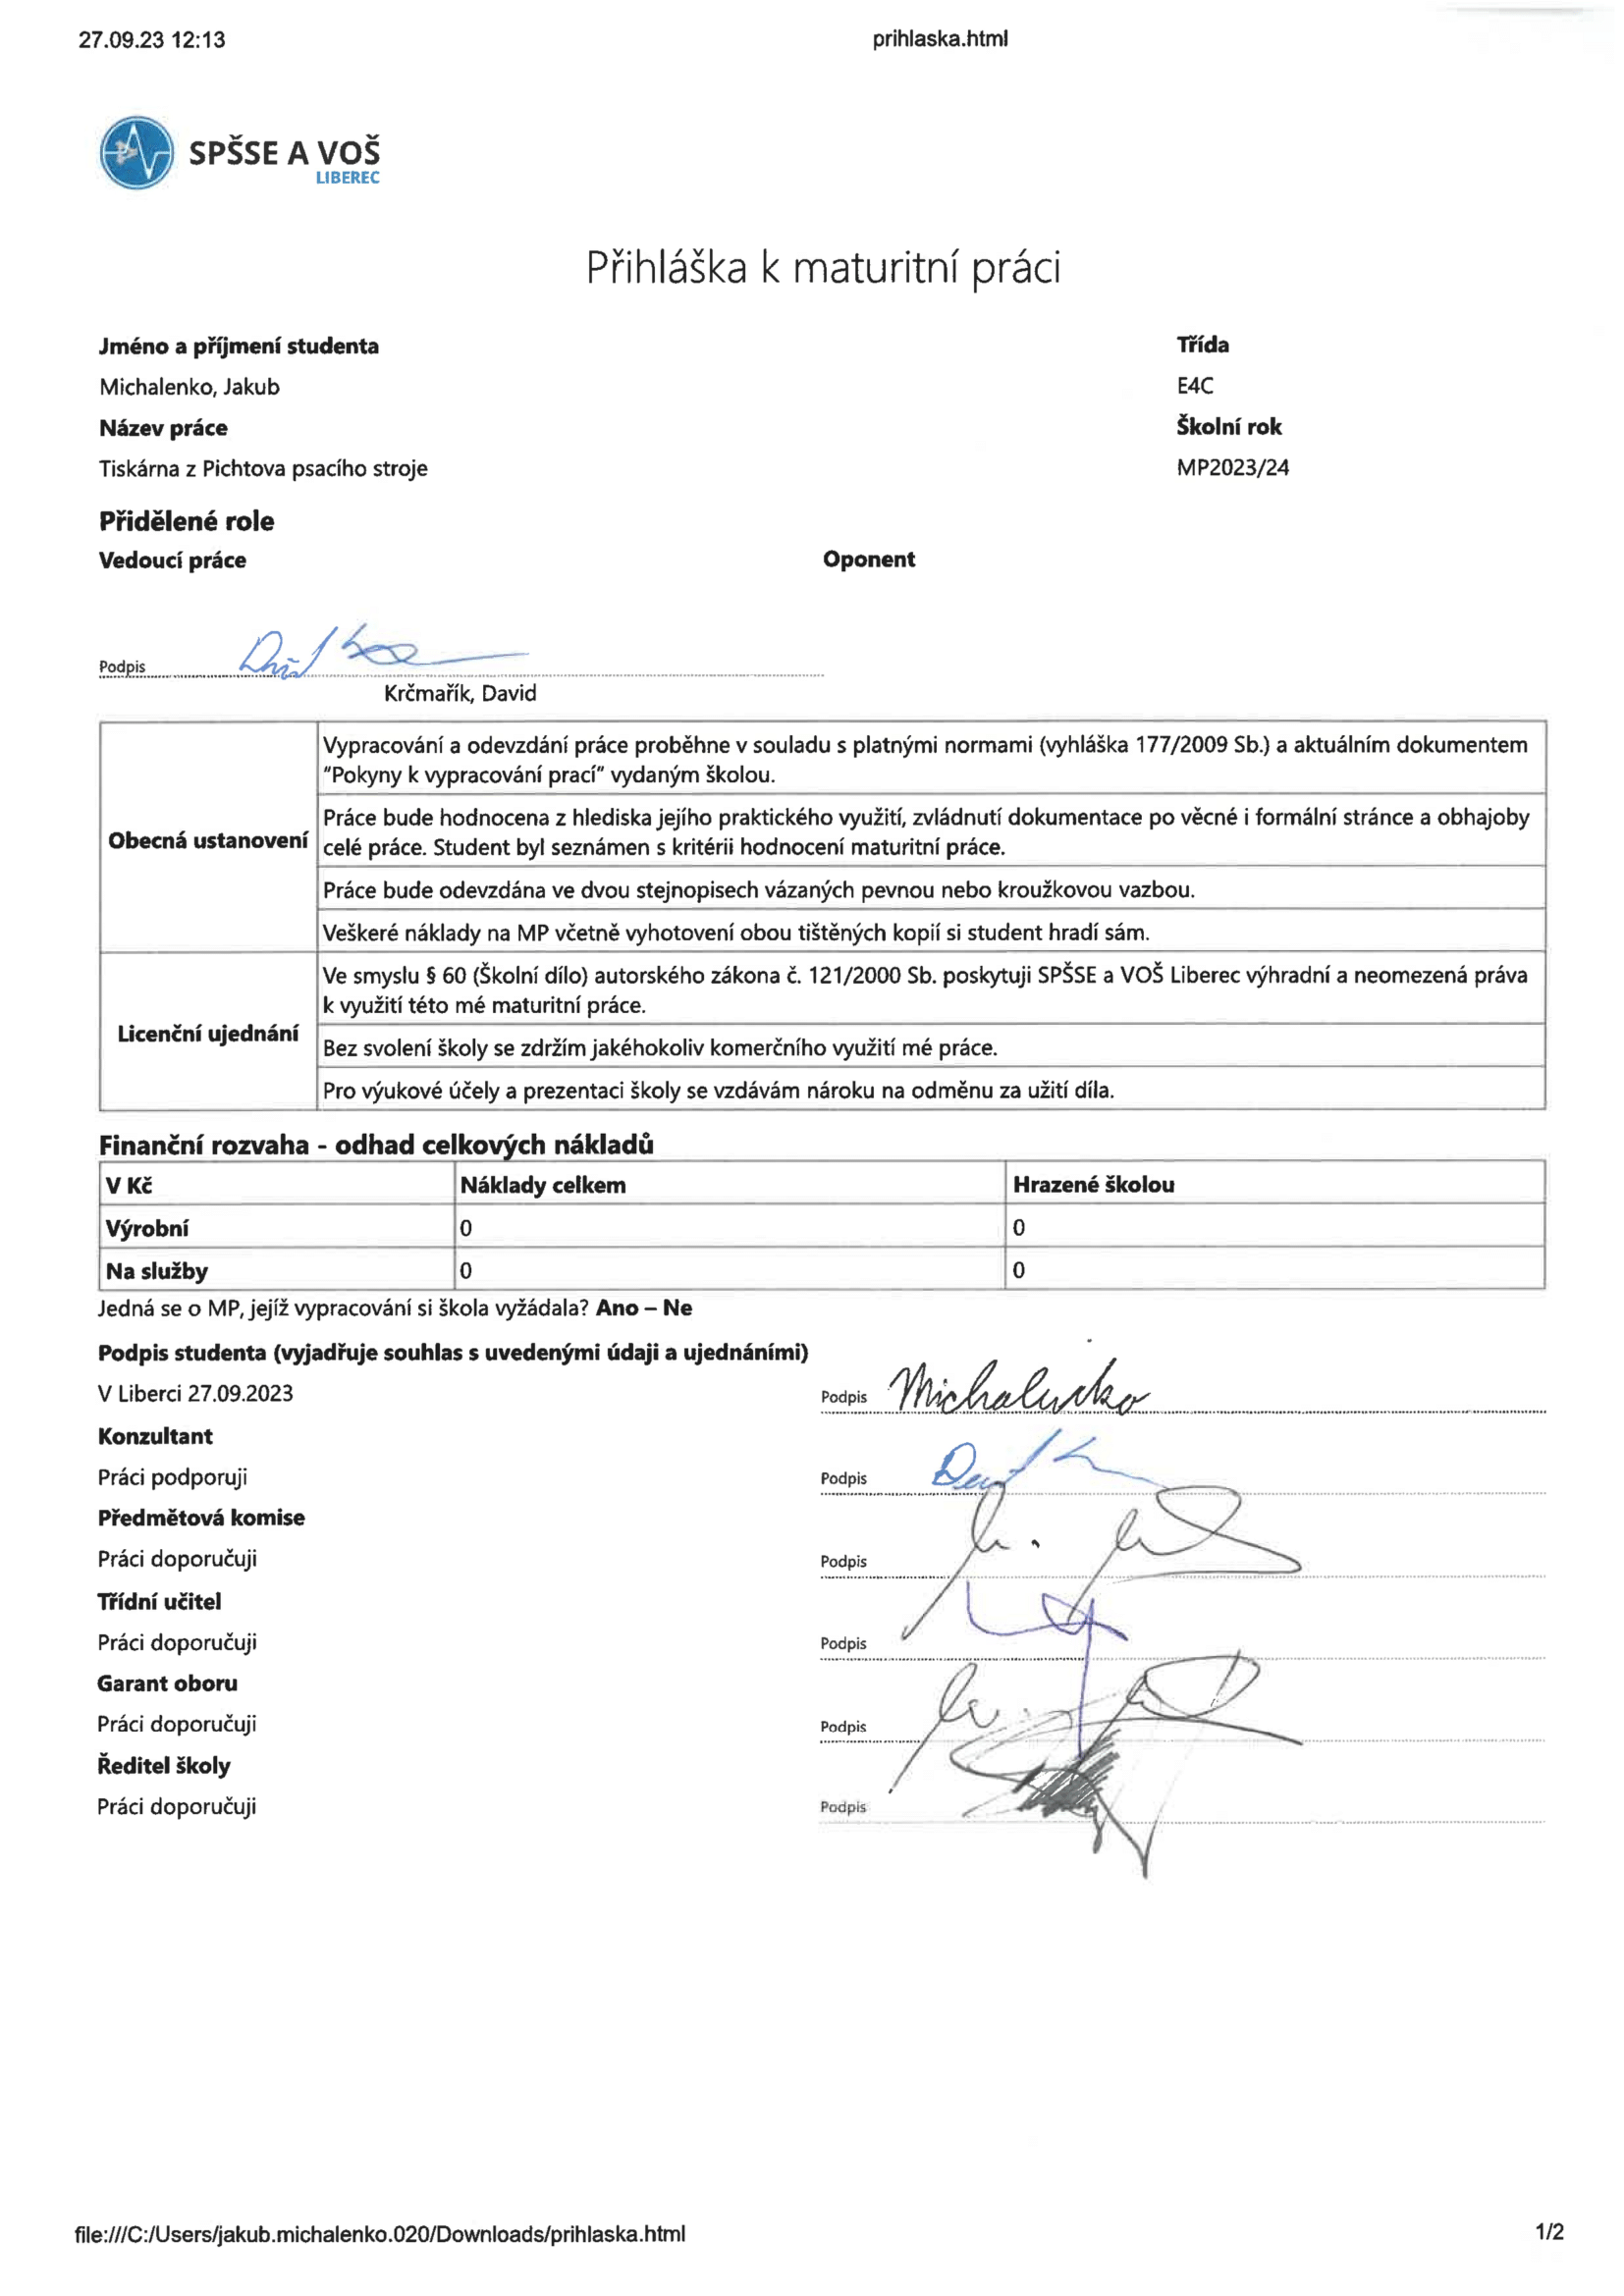 27.09.23 12:13 prihlaska.html
SPŠSE A VOŠ
LIBEREC
Přihláška k maturitní práci
Jméno a příjmení studenta Třída
Michalenko, Jakub E4C
Název práce Školní rok
Tiskárna z Pichtova psacího stroje MP2023/24
Přidělené role
Vedoucí práce Oponent
Podpis
Krčmařík, David
Obecná ustanovení
Vypracování a odevzdání práce proběhne v souladu s platnými normami (vyhláška 177/2009 Sb.) a aktuálním dokumentem
"Pokyny k vypracování prací" vydaným školou.
Práce bude hodnocena z hlediska jejího praktického využití, zvládnutí dokumentace po věcné i formální stránce a obhajoby
celé práce. Student byl seznámen s kritérii hodnocení maturitní práce.
Práce bude odevzdána ve dvou stejnopisech vázaných pevnou nebo kroužkovou vazbou.
Veškeré náklady na MP včetně vyhotovení obou tištěných kopií si student hradí sám.
Licenční ujednání
Ve smyslu § 60 (Školní dílo) autorského zákona č. 121/2000 Sb. poskytuji SPŠSE a VOŠ Liberec výhradní a neomezená práva
k využití této mé maturitní práce.
Bez svolení školy se zdržím jakéhokoliv komerčního využití mé práce.
Pro výukové účely a prezentaci školy se vzdávám nároku na odměnu za užití díla.
Finanční rozvaha - odhad celkových nákladů
V Kč Náklady celkem Hrazené školou
Výrobní 0 0
Na služby 0 0
Jedná se o MP, jejíž vypracování si škola vyžádala? Ano – Ne
Podpis studenta (vyjadřuje souhlas s uvedenými údaji a ujednáními)
V Liberci 27.09.2023 Podpis Michalenko
Konzultant
Práci podporuji Podpis
Předmětová komise
Práci doporučuji Podpis
Třídní učitel
Práci doporučuji Podpis
Garant oboru
Práci doporučuji Podpis
Ředitel školy
Práci doporučuji Podpis
file:///C:/Users/jakub.michalenko.020/Downloads/prihlaska.html 1/2